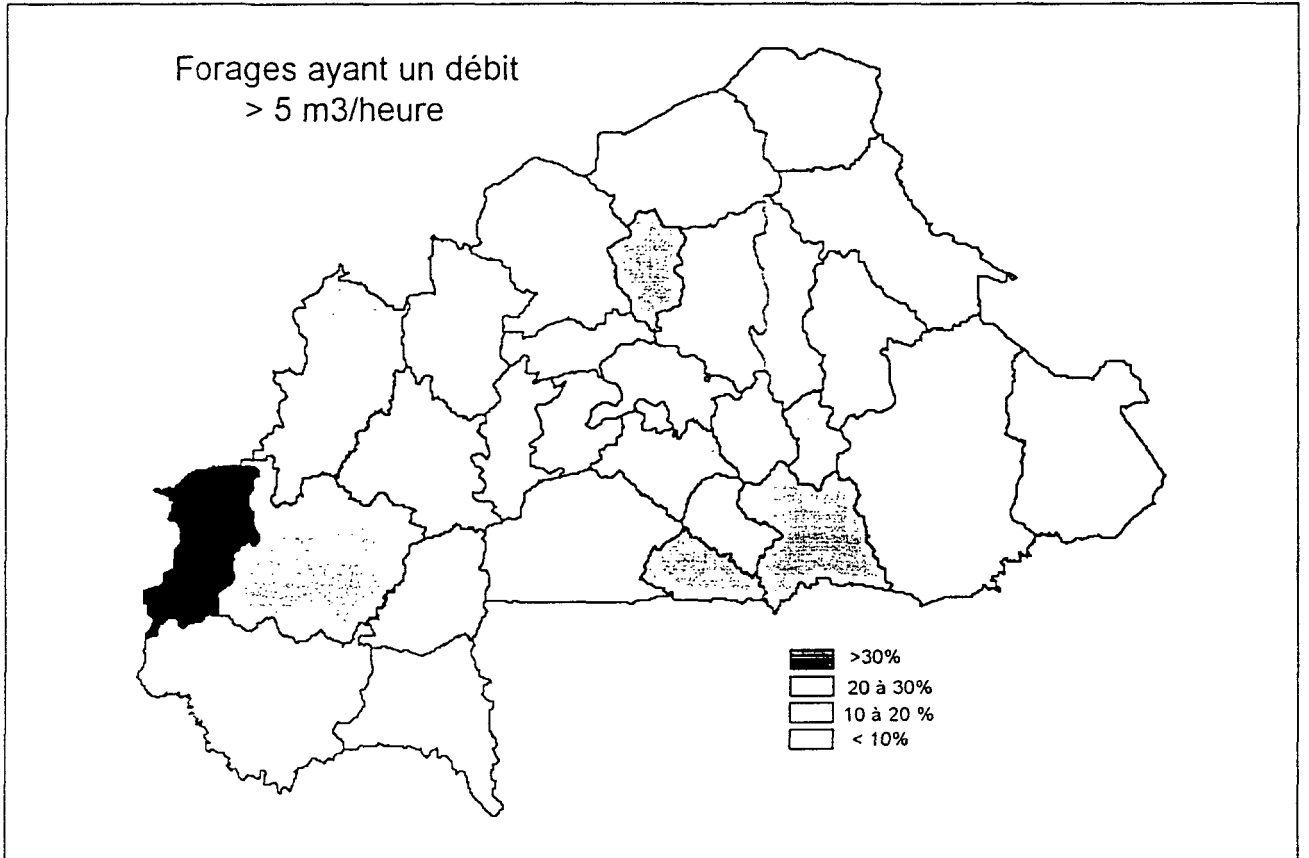 Forages ayant un débit
> 5 m3/heure
>30%
20 à 30%
10 à 20 %
< 10%